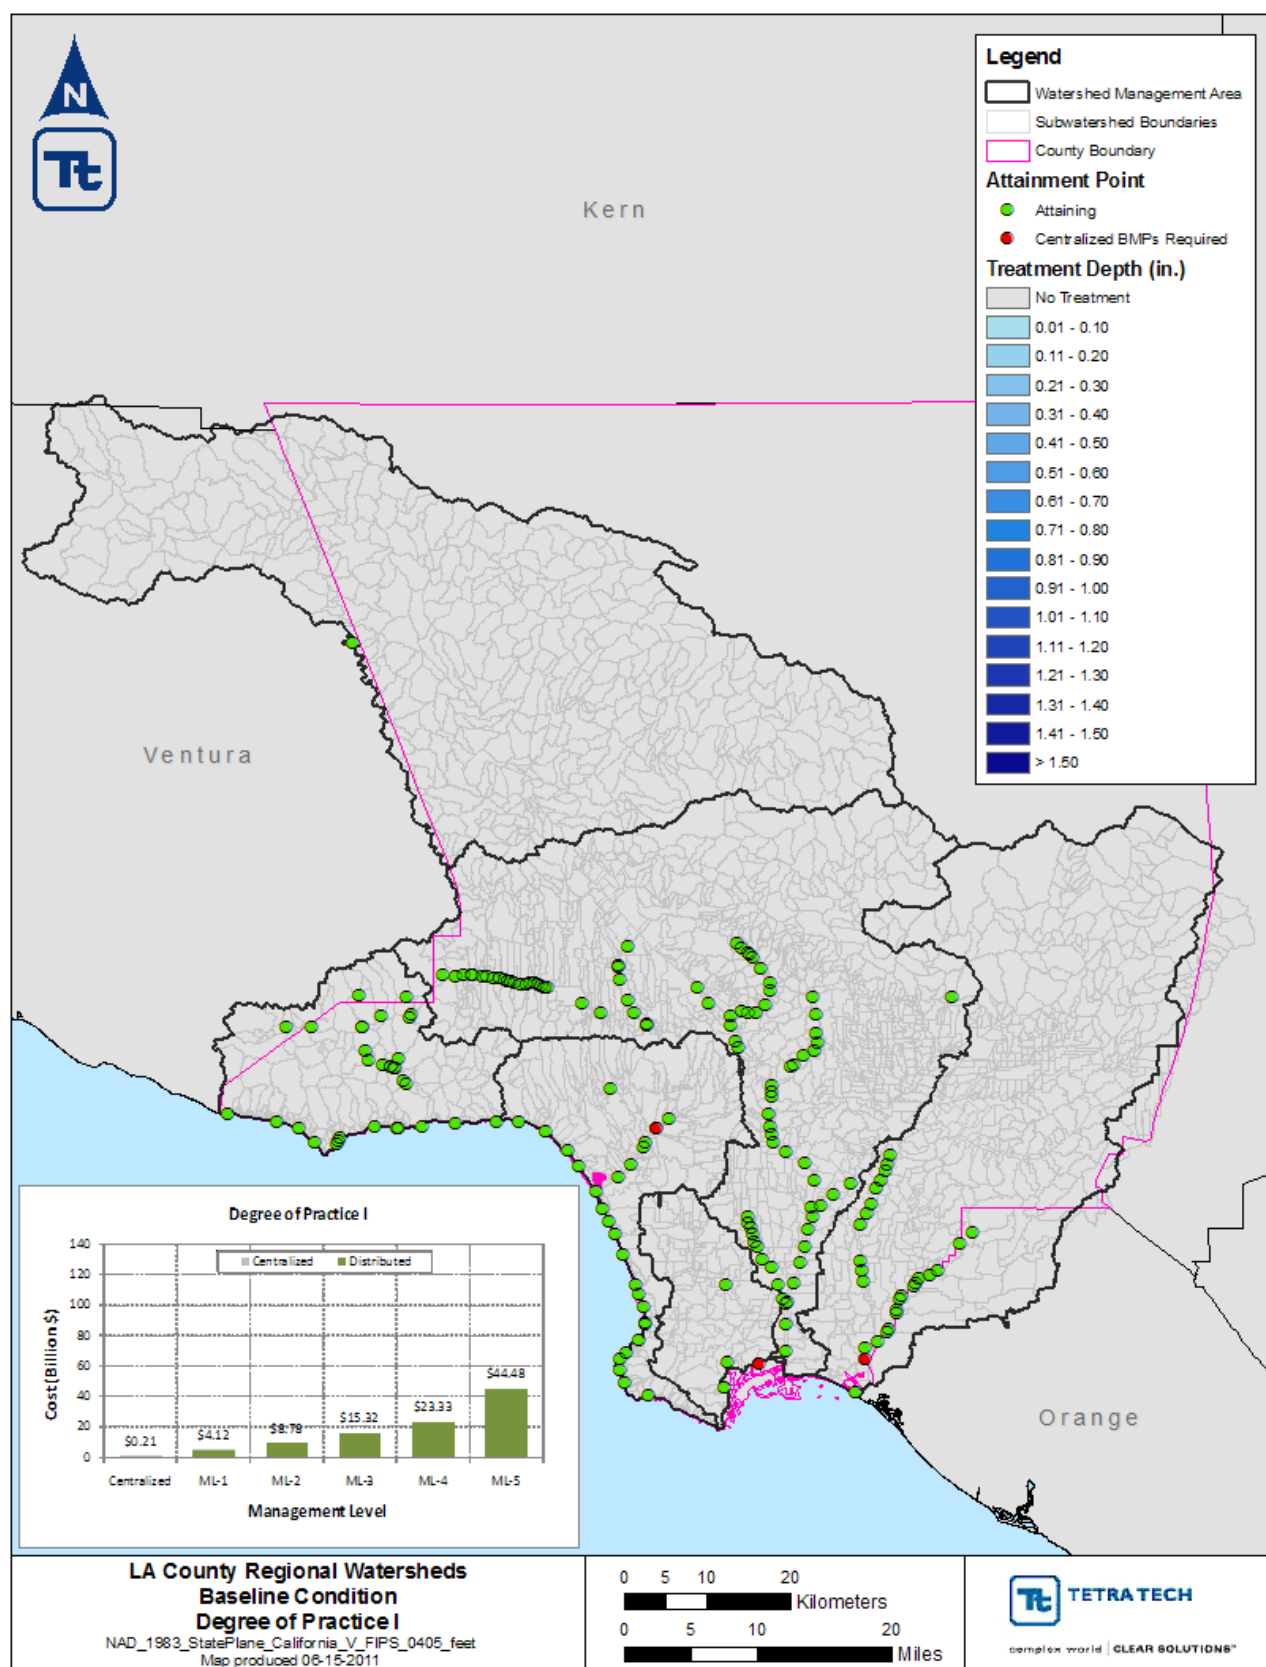 N
Tt
Legend
Watershed Management Area
Subwatershed Boundaries
County Boundary
Attainment Point
Attaining
Centralized BMPs Required
Treatment Depth (in.)
No Treatment
0.01 - 0.10
0.11 - 0.20
0.21 - 0.30
0.31 - 0.40
0.41 - 0.50
0.51 - 0.60
0.61 - 0.70
0.71 - 0.80
0.81 - 0.90
0.91 - 1.00
1.01 - 1.10
1.11 - 1.20
1.21 - 1.30
1.31 - 1.40
1.41 - 1.50
> 1.50
Kern
Ventura
Orange
Degree of Practice I
Centralized Distributed
Cost (Billion $)
140
120
100
80
60
40
20
0
$0.21
$4.12
$8.78
$15.32
$23.33
$44.48
Centralized ML-1 ML-2 ML-3 ML-4 ML-5
Management Level
LA County Regional Watersheds
Baseline Condition
Degree of Practice I
NAD_1983_StatePlane_California_V_FIPS_0405_feet
Map produced 06-15-2011
0 5 10 20
Kilometers
0 5 10 20
Miles
Tt TETRA TECH
complex world | CLEAR SOLUTIONS™